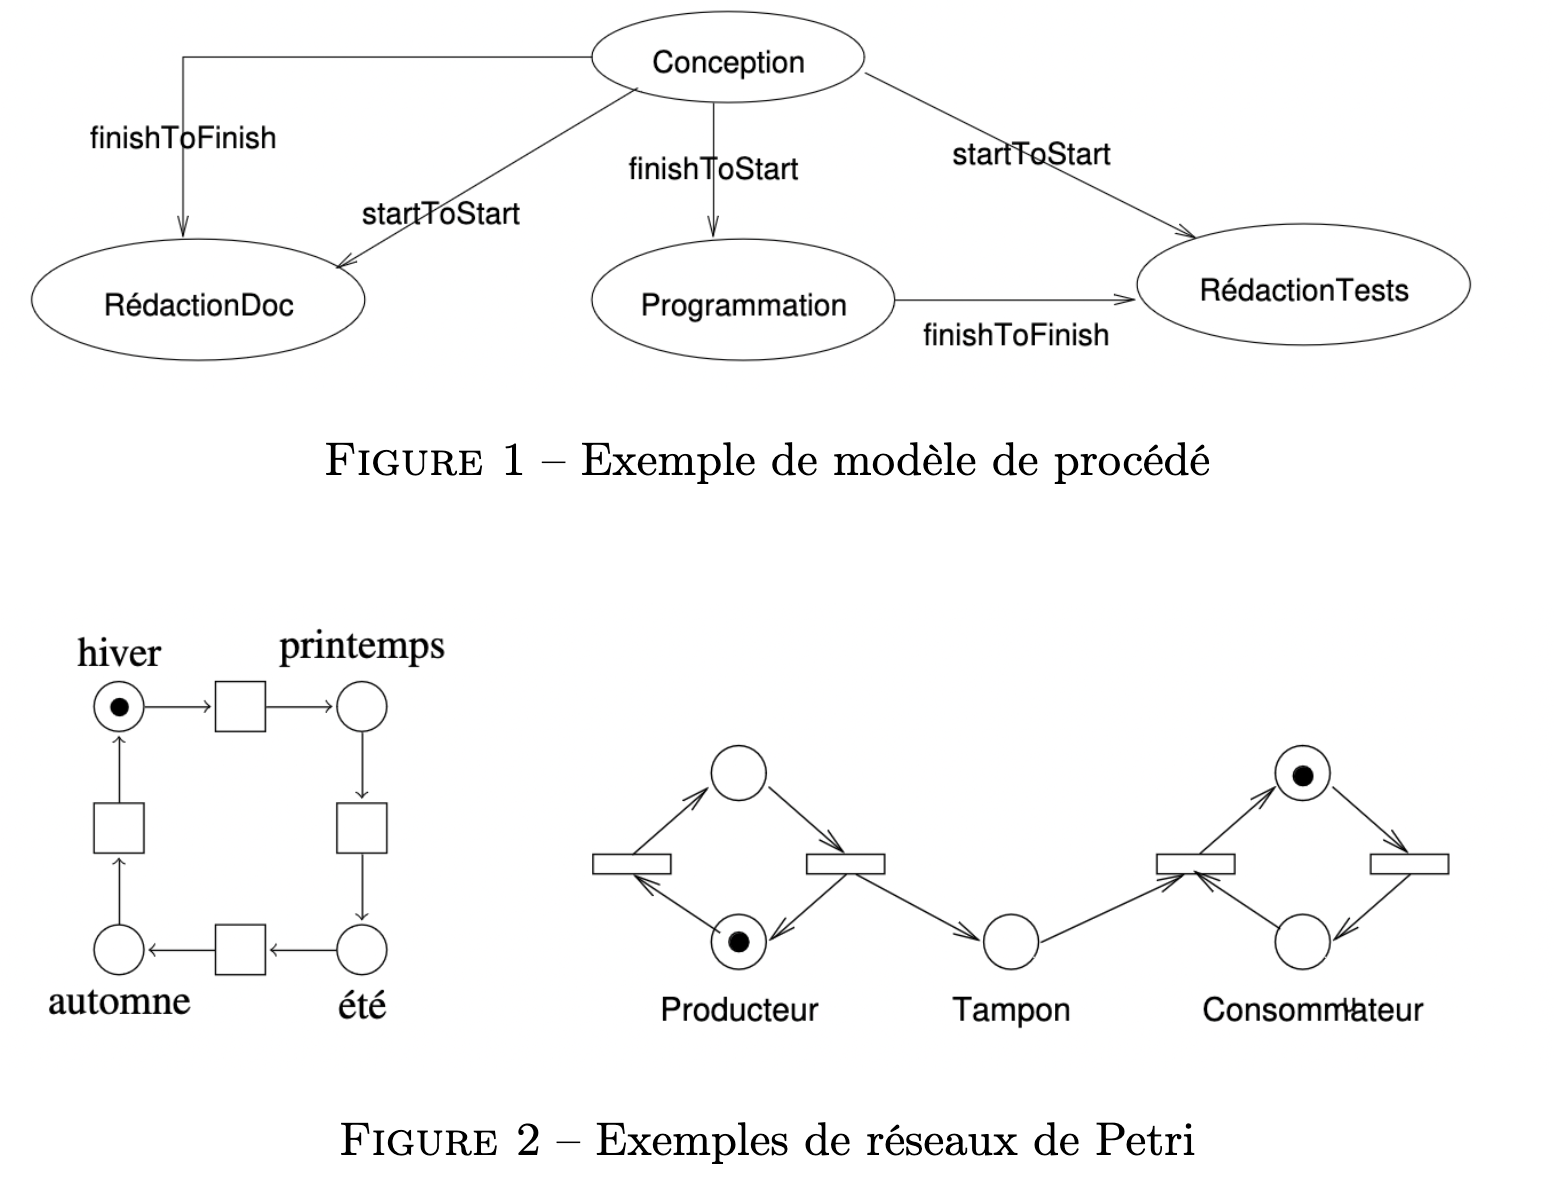 Conception
finishToFinish
finishToStart
startToStart
startToStart
RédactionDoc
Programmation
RédactionTests
finishToFinish
FIGURE 1 – Exemple de modèle de procédé
hiver
printemps
automne
été
Producteur
Tampon
Consommateur
FIGURE 2 – Exemples de réseaux de Petri